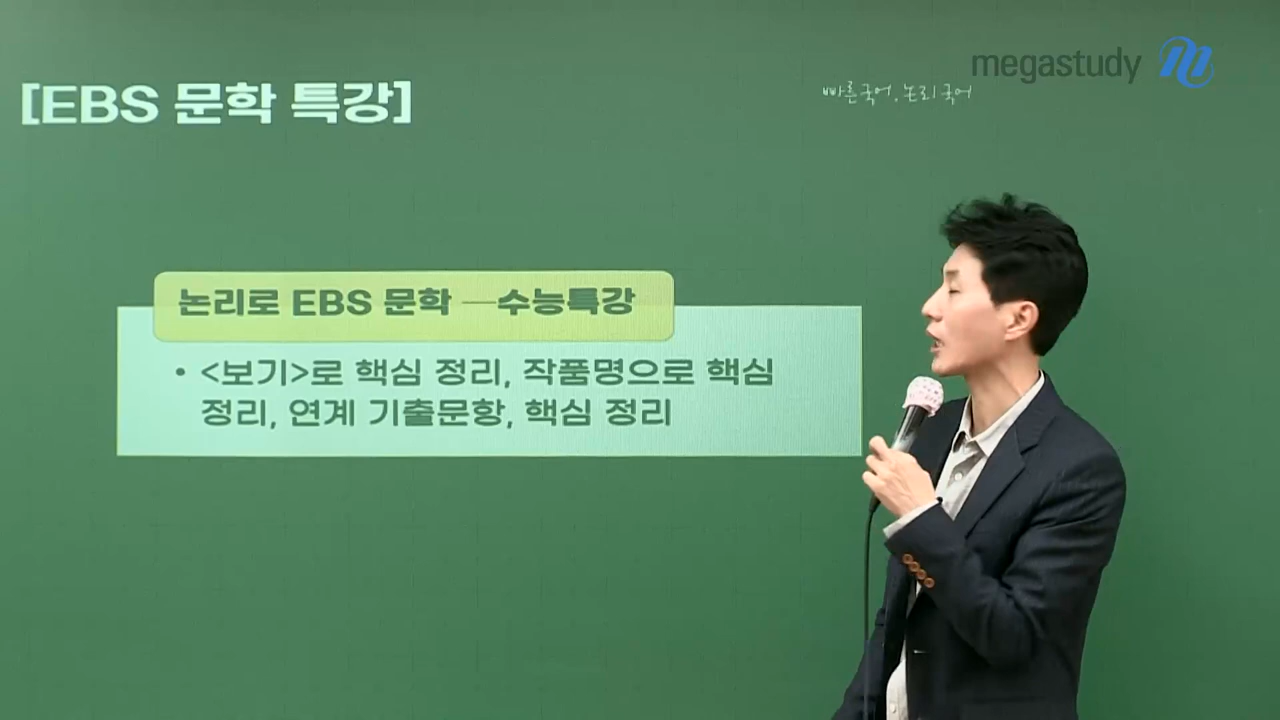 megastudy
[EBS 문학 특강]
빠른국어, 논리국어
논리로 EBS 문학 —수능특강
• <보기>로 핵심 정리, 작품명으로 핵심
정리, 연계 기출문항, 핵심 정리